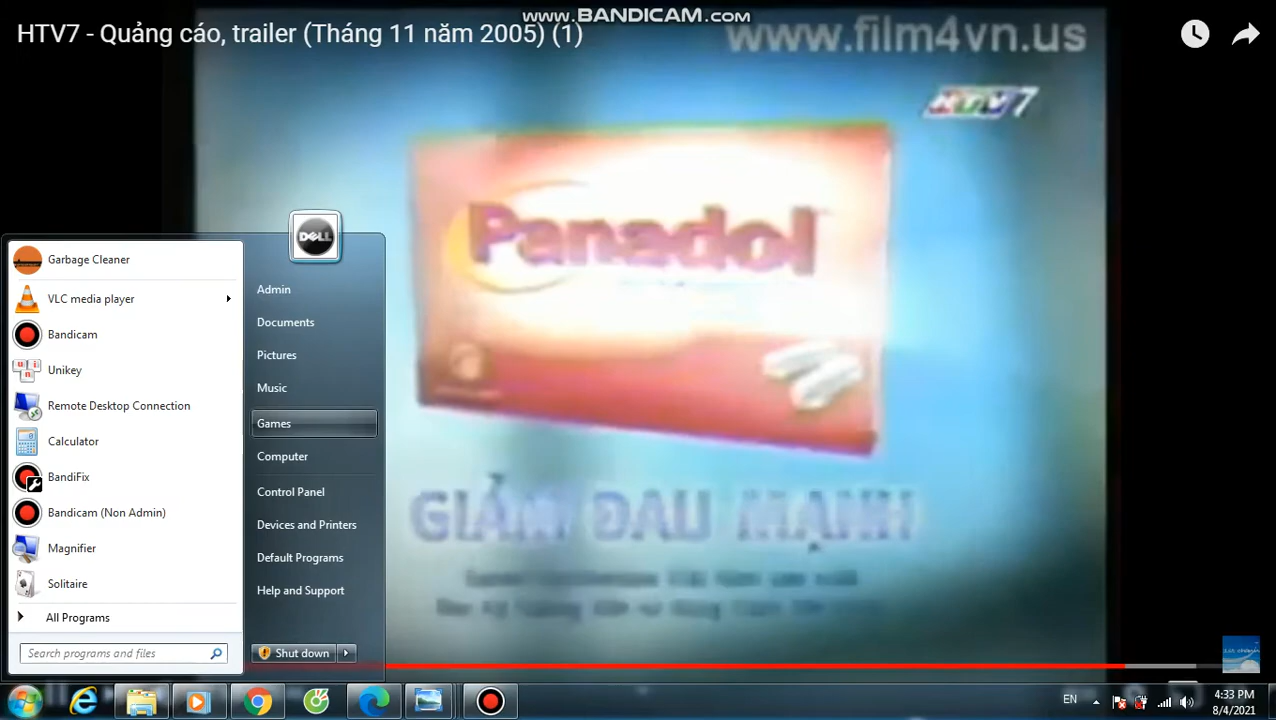 www.BANDICAM.com
HTV7 - Quảng cáo, trailer (Tháng 11 năm 2005) (1)
www.film4vn.us
HTV7
Panadol
GIẢM ĐAU NHANH
DELL
Garbage Cleaner
VLC media player
Bandicam
Unikey
Remote Desktop Connection
Calculator
BandiFix
Bandicam (Non Admin)
Magnifier
Solitaire
All Programs
Search programs and files
Admin
Documents
Pictures
Music
Games
Computer
Control Panel
Devices and Printers
Default Programs
Help and Support
Shut down
EN
4:33 PM
8/4/2021